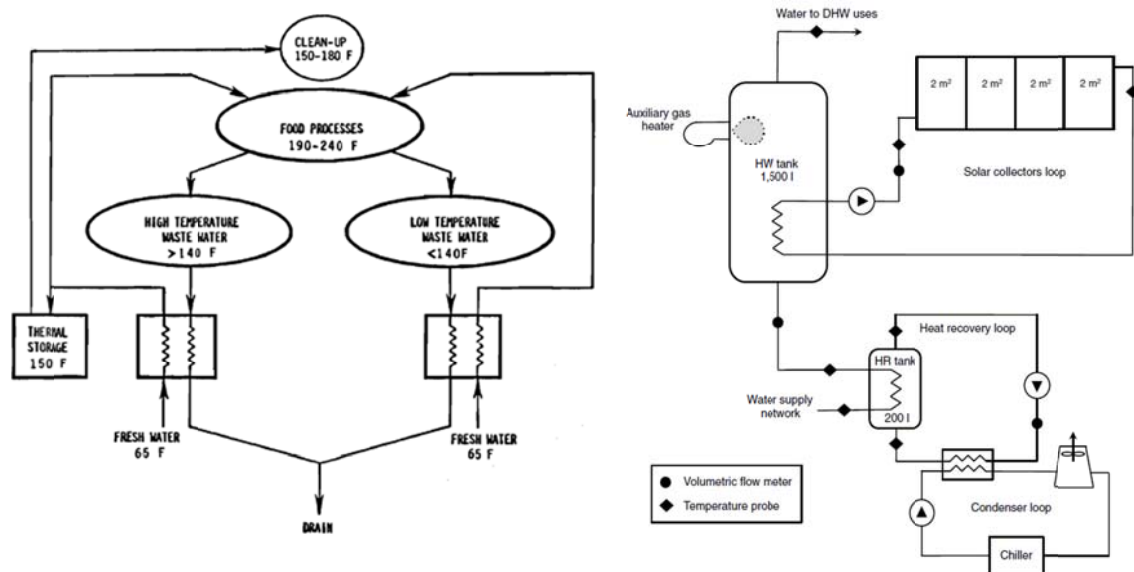 CLEAN-UP
150-180 F
FOOD PROCESSES
190-240 F
HIGH TEMPERATURE
WASTE WATER
>140 F
LOW TEMPERATURE
WASTE WATER
<140F
THERMAL
STORAGE
150 F
FRESH WATER
65 F
FRESH WATER
65 F
DRAIN
Water to DHW uses
2 m² 2 m² 2 m² 2 m²
Auxiliary gas
heater
HW tank
1,500 l
Solar collectors loop
Heat recovery loop
HR tank
Water supply
network
200 l
Volumetric flow meter
Temperature probe
Condenser loop
Chiller